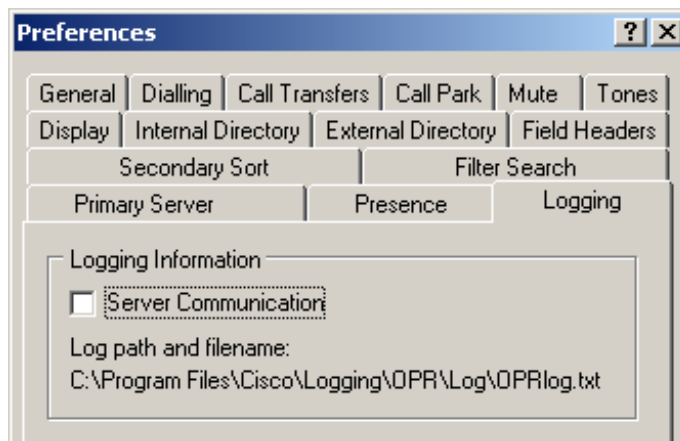 Preferences
General Dialling Call Transfers Call Park Mute Tones
Display Internal Directory External Directory Field Headers
Secondary Sort Filter Search
Primary Server Presence Logging
Logging Information
Server Communication
Log path and filename:
C:\Program Files\Cisco\Logging\OPR\Log\OPRlog.txt